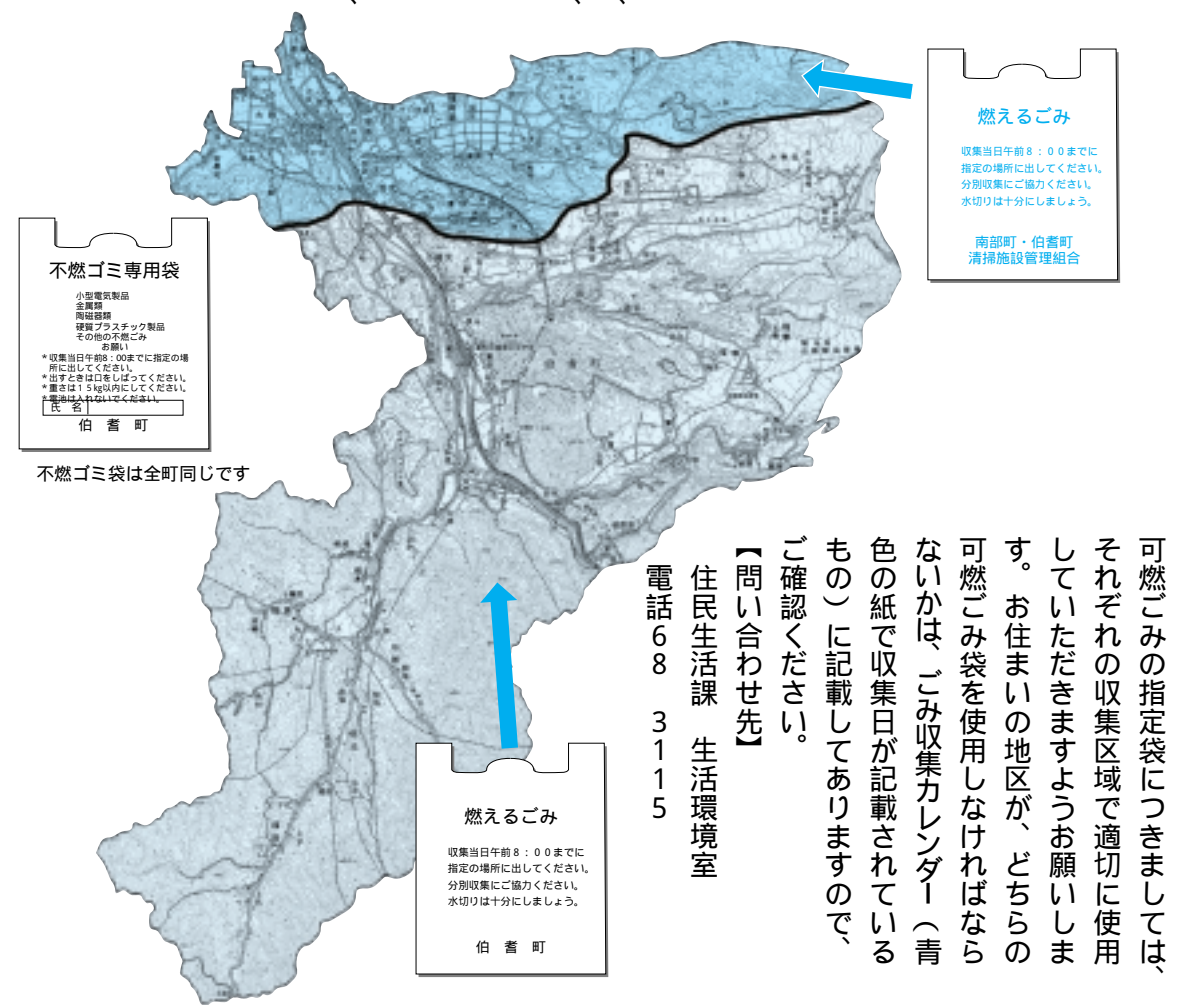 燃えるごみ
収集当日午前8:00までに
指定の場所に出してください。
分別収集にご協力ください。
水切りは十分にしましょう。
南部町・伯耆町
清掃施設管理組合
不燃ゴミ専用袋
小型電気製品
金属類
陶磁器類
硬質プラスチック製品
その他の不燃ごみ
お願い
*収集当日午前8:00までに指定の場
所に出してください。
*出すときは口をしばってください。
*重さは15kg以内にしてください。
*電池は入れないでください。
氏 名
伯 耆 町
不燃ゴミ袋は全町同じです
可燃ごみの指定袋につきましては、
それぞれの収集区域で適切に使用
していただきますようお願いしま
す。お住まいの地区が、どちらの
可燃ごみ袋を使用しなければなら
ないかは、ごみ収集カレンダー(青
色の紙で収集日が記載されている
もの)に記載してありますので、
ご確認ください。
【問い合わせ先】
住民生活課 生活環境室
電話68 3115
燃えるごみ
収集当日午前8:00までに
指定の場所に出してください。
分別収集にご協力ください。
水切りは十分にしましょう。
伯 耆 町